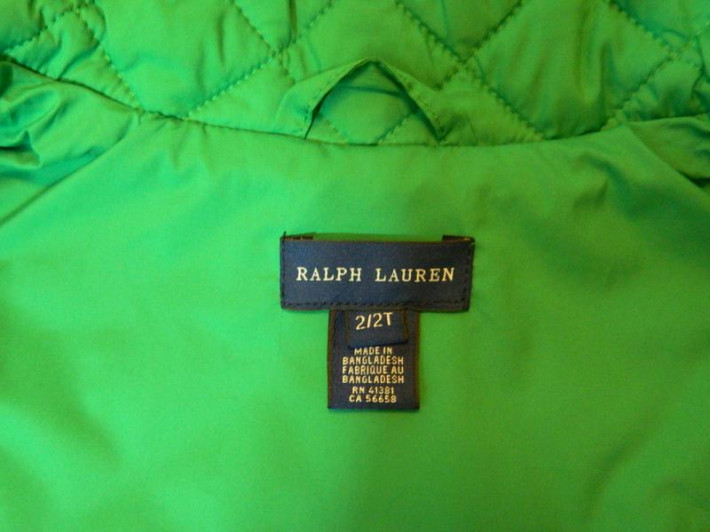 RALPH LAUREN
2/2T
MADE IN
BANGLADESH
FABRIQUE AU
BANGLADESH
RN 41381
CA 56658